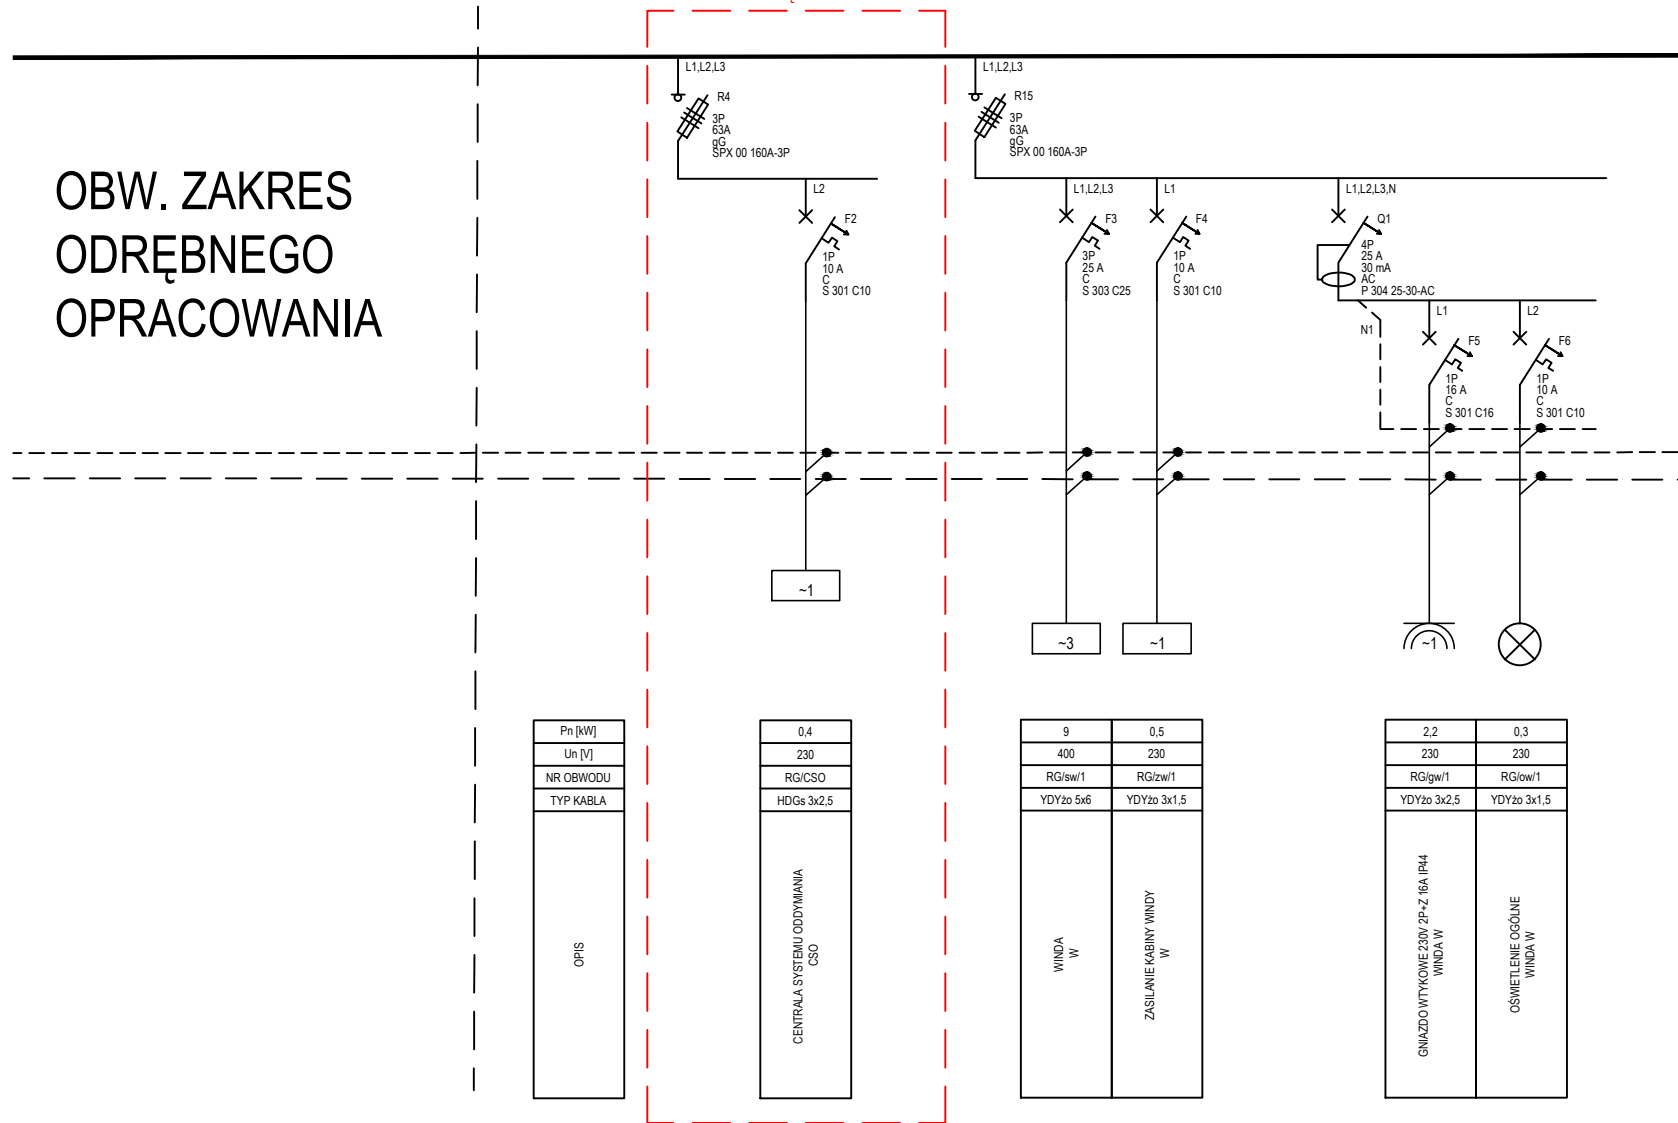 L1,L2,L3
R4
3P
63A
gG
SPX 00 160A-3P
L1,L2,L3
R15
3P
63A
gG
SPX 00 160A-3P
OBW. ZAKRES
ODRĘBNEGO
OPRACOWANIA
L2
F2
1P
10 A
C
S 301 C10
L1,L2,L3
F3
3P
25 A
C
S 303 C25
L1
F4
1P
10 A
C
S 301 C10
L1,L2,L3,N
Q1
4P
25 A
30 mA
AC
P 304 25-30-AC
N1
L1
F5
1P
16 A
C
S 301 C16
L2
F6
1P
10 A
C
S 301 C10
~1
~3
~1
~1
Pn [kW]
Un [V]
NR OBWODU
TYP KABLA
OPIS
0,4
230
RG/CSO
HDGs 3x2,5
CENTRALA SYSTEMU ODDYMIANIA
CSO
9
400
RG/sw/1
YDYżo 5x6
WINDA
W
0,5
230
RG/zw/1
YDYżo 3x1,5
ZASILANIE KABINY WINDY
W
2,2
230
RG/gw/1
YDYżo 3x2,5
GNIAZDO WTYKOWE 230V 2P+Z 16A IP44
WINDA W
0,3
230
RG/ow/1
YDYżo 3x1,5
OŚWIETLENIE OGÓLNE
WINDA W